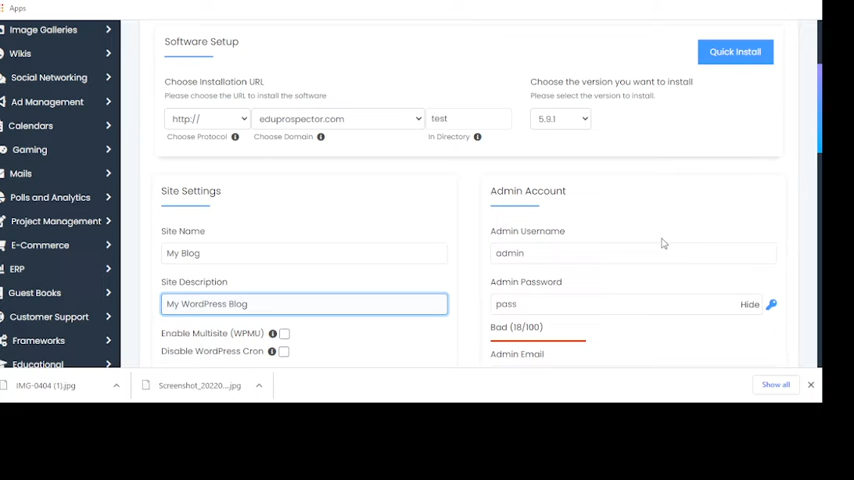 Apps
Image Galleries
Wikis
Social Networking
Ad Management
Calendars
Gaming
Mails
Polls and Analytics
Project Management
E-Commerce
ERP
Guest Books
Customer Support
Frameworks
Educational
Software Setup
Quick Install
Choose Installation URL
Please choose the URL to install the software
http://
eduprospector.com
test
Choose Protocol
Choose Domain
In Directory
Choose the version you want to install
Please select the version to install.
5.9.1
Site Settings
Site Name
My Blog
Site Description
My WordPress Blog
Enable Multisite (WPMU)
Disable WordPress Cron
Admin Account
Admin Username
admin
Admin Password
pass
Hide
Bad (18/100)
Admin Email
IMG-0404 (1).jpg
Screenshot_20220....jpg
Show all